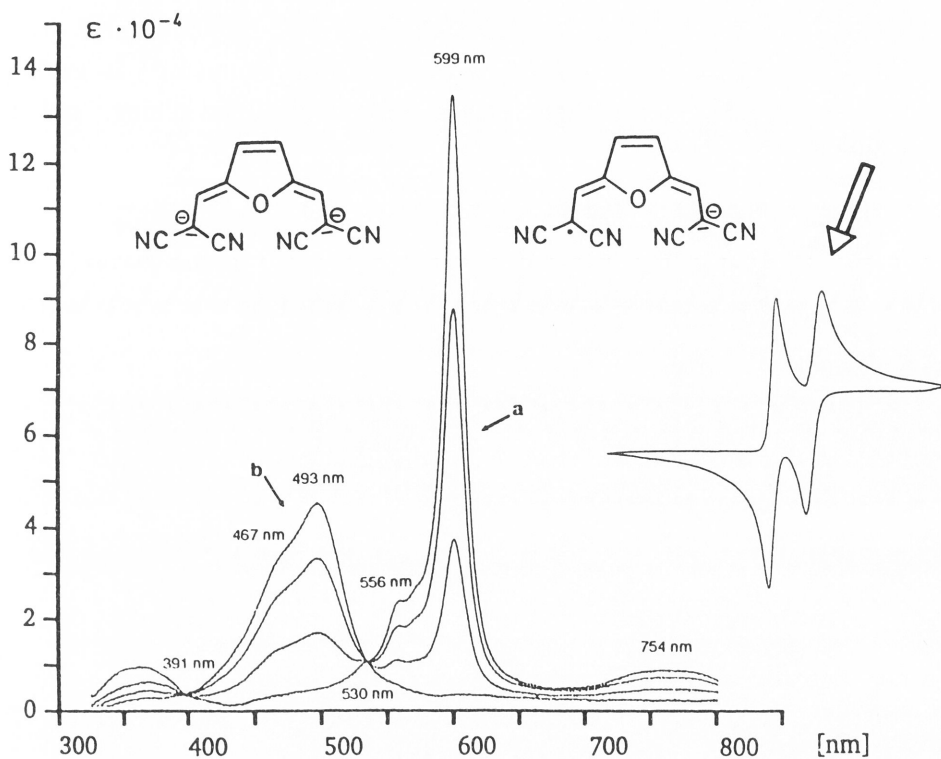 ε · 10⁻⁴
14
12
10
8
6
4
2
0
599 nm
O
⊖
⊖
NC CN NC CN
O
⊖
NC CN NC CN
a
b
493 nm
467 nm
556 nm
391 nm
530 nm
754 nm
300 400 500 600 700 800 [nm]